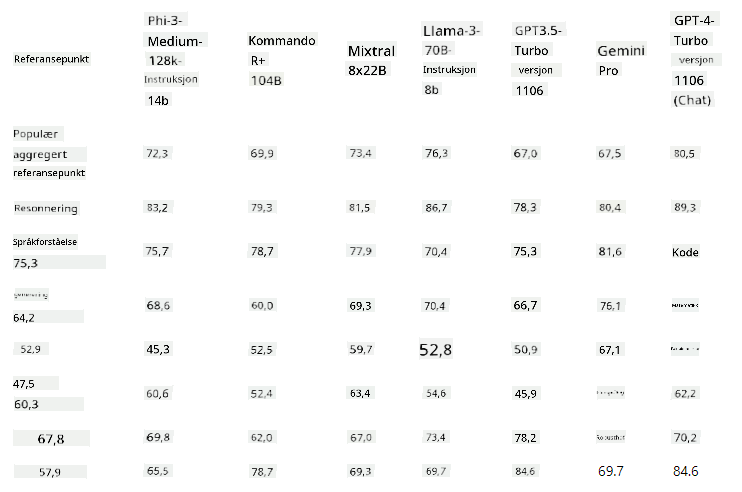 Referansepunkt
Phi-3-
Medium-
128k-
Instruksjon
14b
Kommando
R+
104B
Mixtral
8x22B
Llama-3-
70B-
Instruksjon
8b
GPT3.5-
Turbo
versjon
1106
Gemini
Pro
GPT-4-
Turbo
versjon
1106
(Chat)
Populær
aggregert
referansepunkt
72,3 69,9 73,4 76,3 67,0 67,5 80,5
Resonnering 83,2 79,3 81,5 86,7 78,3 80,4 89,3
Språkforståelse
75,3
75,7 78,7 77,9 70,4 75,3 81,6 Kode
64,2
68,6 60,0 69,3 70,4 66,7 76,1
52,9 45,3 52,5 59,7 52,8 50,9 67,1
47,5
60,3
60,6 52,4 63,4 54,6 45,9 62,2
67,8 69,8 62,0 67,0 73,4 78,2 Robusthet 70,2
57,9 65,5 78,7 69,3 69,7 84.6 69.7 84.6